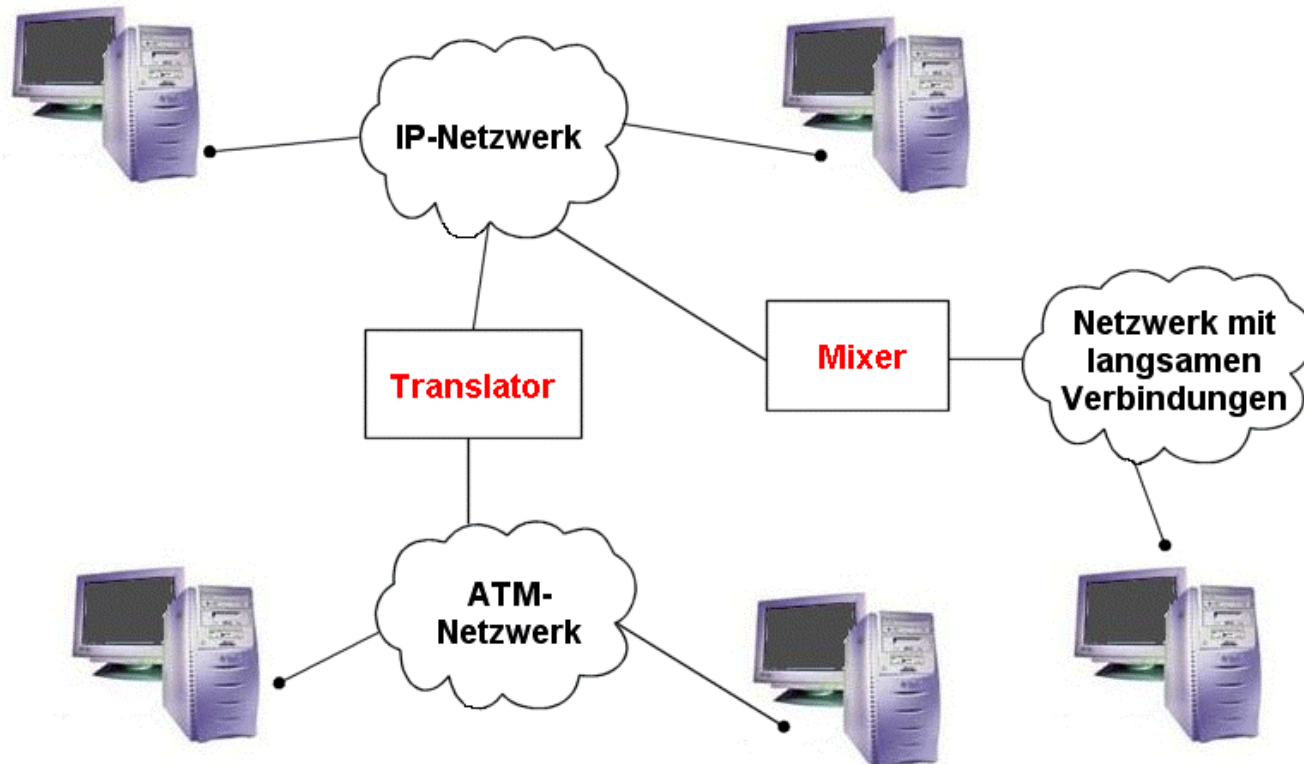 IP-Netzwerk
Netzwerk mit
langsamen
Verbindungen
Mixer
Translator
ATM-
Netzwerk